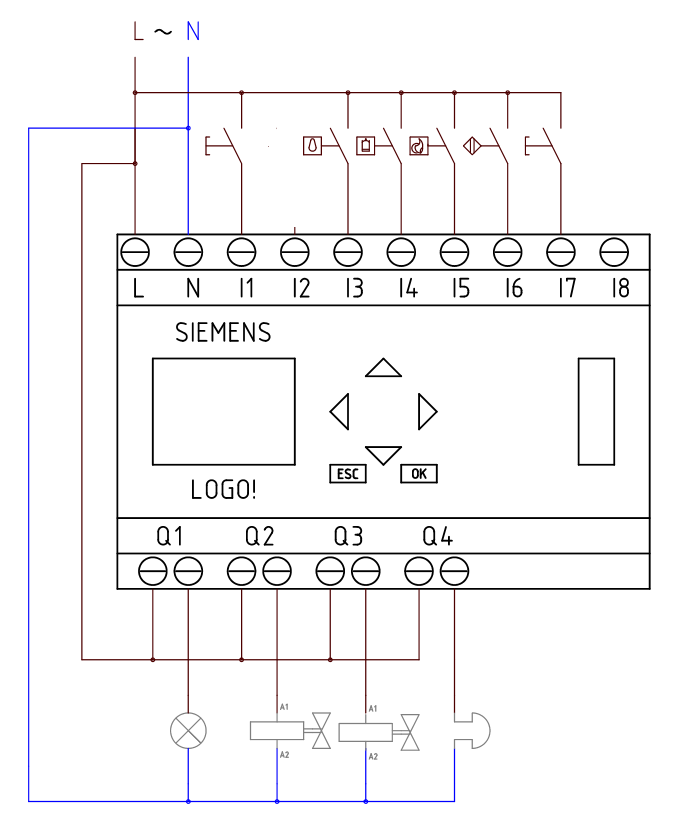 L ~ N
L N I1 I2 I3 I4 I5 I6 I7 I8
SIEMENS
ESC OK
LOGO!
Q1 Q2 Q3 Q4
A1 A1
A2 A2